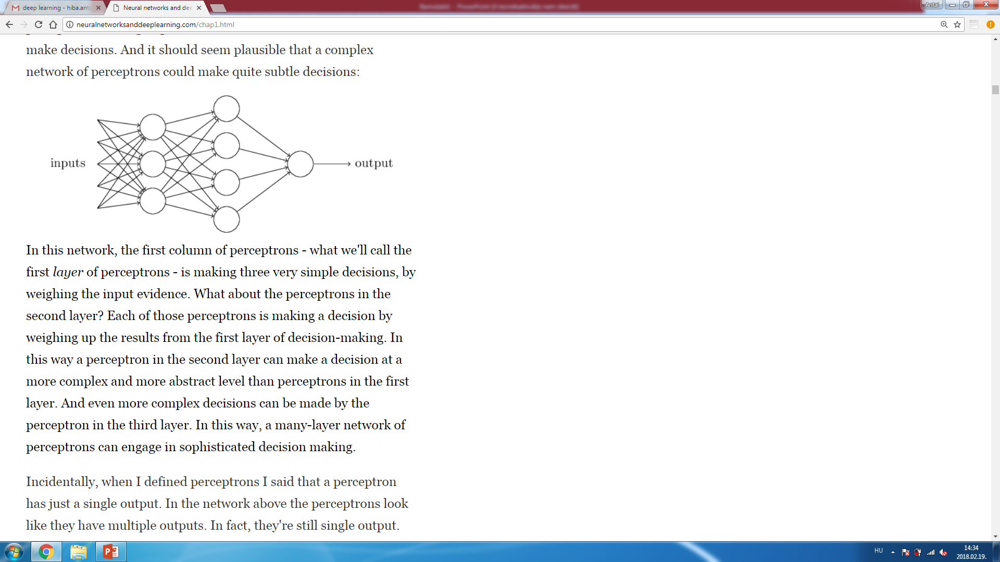 deep learning - hiba.anta
Neural networks and dee
Antal
neuralnetworksanddeeplearning.com/chap1.html
make decisions. And it should seem plausible that a complex
network of perceptrons could make quite subtle decisions:
inputs
output
In this network, the first column of perceptrons - what we'll call the
first layer of perceptrons - is making three very simple decisions, by
weighing the input evidence. What about the perceptrons in the
second layer? Each of those perceptrons is making a decision by
weighing up the results from the first layer of decision-making. In
this way a perceptron in the second layer can make a decision at a
more complex and more abstract level than perceptrons in the first
layer. And even more complex decisions can be made by the
perceptron in the third layer. In this way, a many-layer network of
perceptrons can engage in sophisticated decision making.
Incidentally, when I defined perceptrons I said that a perceptron
has just a single output. In the network above the perceptrons look
like they have multiple outputs. In fact, they're still single output.
HU
14:34
2018.02.19.